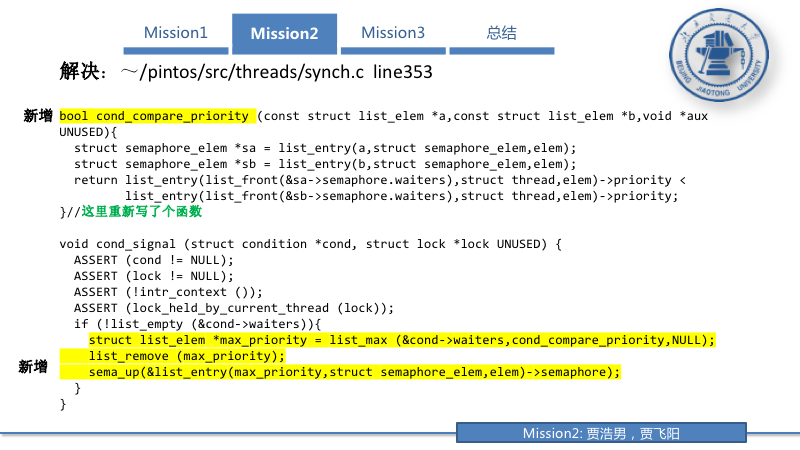 Mission1
Mission2
Mission3
总结
解决：～/pintos/src/threads/synch.c line353
新增
bool cond_compare_priority (const struct list_elem *a,const struct list_elem *b,void *aux
UNUSED){
struct semaphore_elem *sa = list_entry(a,struct semaphore_elem,elem);
struct semaphore_elem *sb = list_entry(b,struct semaphore_elem,elem);
return list_entry(list_front(&sa->semaphore.waiters),struct thread,elem)->priority <
list_entry(list_front(&sb->semaphore.waiters),struct thread,elem)->priority;
}//这里重新写了个函数
void cond_signal (struct condition *cond, struct lock *lock UNUSED) {
ASSERT (cond != NULL);
ASSERT (lock != NULL);
ASSERT (!intr_context ());
ASSERT (lock_held_by_current_thread (lock));
if (!list_empty (&cond->waiters)){
struct list_elem *max_priority = list_max (&cond->waiters,cond_compare_priority,NULL);
list_remove (max_priority);
新增
sema_up(&list_entry(max_priority,struct semaphore_elem,elem)->semaphore);
}
}
Mission2: 贾浩男，贾飞阳
BEIJING JIAOTONG UNIVERSITY